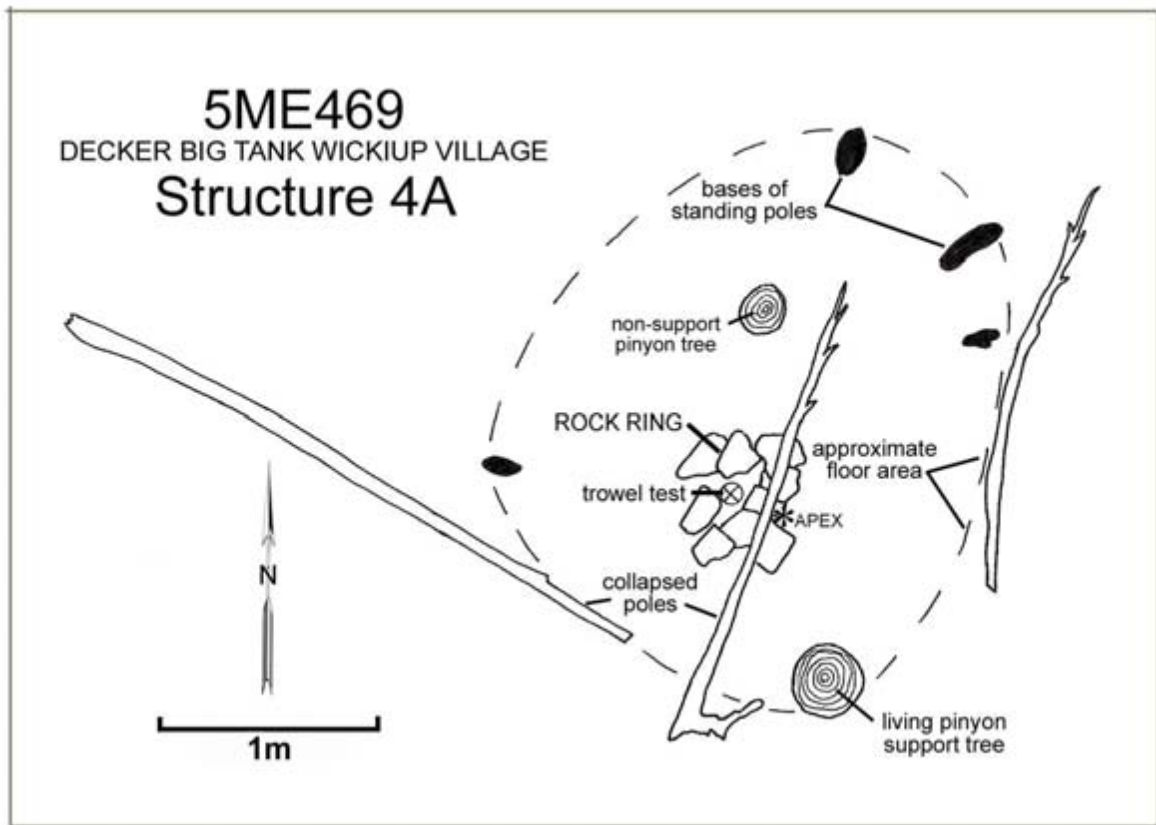 5ME469
DECKER BIG TANK WICKIUP VILLAGE
Structure 4A
bases of
standing poles
non-support
pinyon tree
ROCK RING
trowel test
approximate
floor area
APEX
collapsed
poles
N
1m
living pinyon
support tree